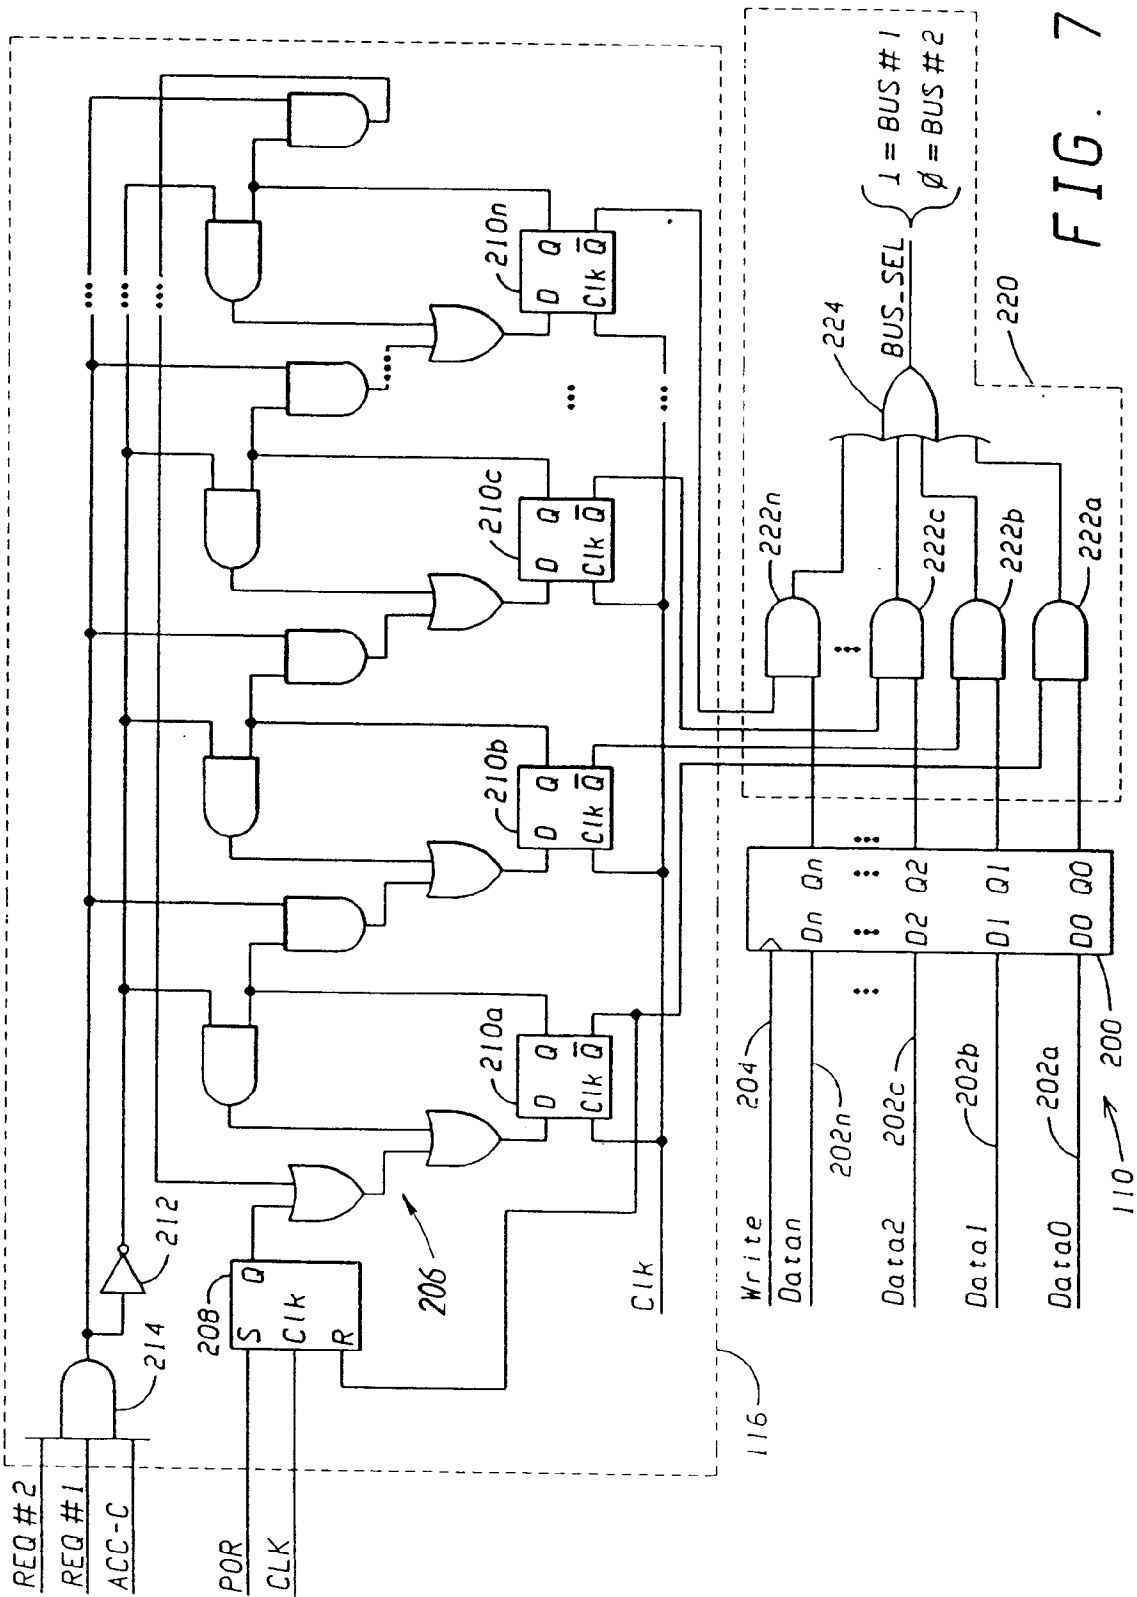 REQ#2
REQ#1
ACC-C
214
212
POR
CLK
208
S Q
Clk
R
206
210a
D Q
Clk Q̅
210b
D Q
Clk Q̅
210c
D Q
Clk Q̅
210n
D Q
Clk Q̅
Clk
116
Write
204
Datan
202n
Dn Qn
Data2
202c
D2 Q2
Data1
202b
D1 Q1
Data0
202a
D0 Q0
110
200
222n
222c
222b
222a
224
BUS_SEL
1=BUS#1
0̸=BUS#2
220
FIG. 7